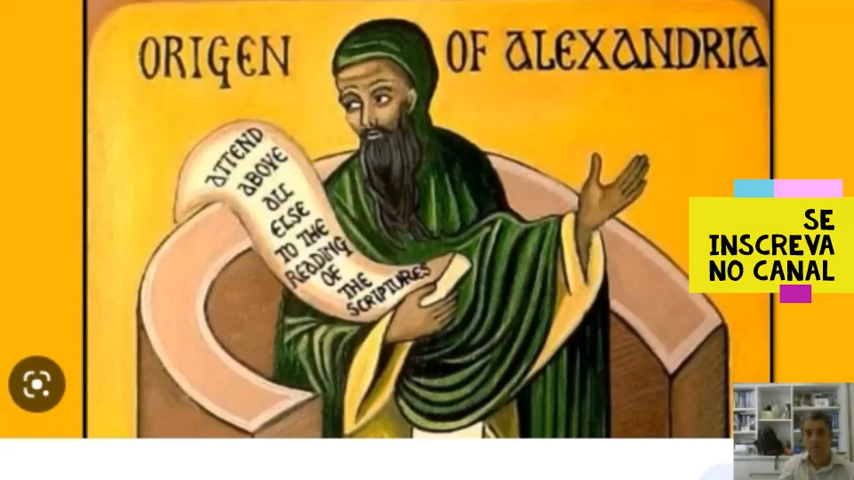 ORIGEN OF ALEXANDRIA
ATTEND
ABOVE
ALL
ELSE
TO THE
READING
OF
THE
SCRIPTURES
SE
INSCREVA
NO CANAL